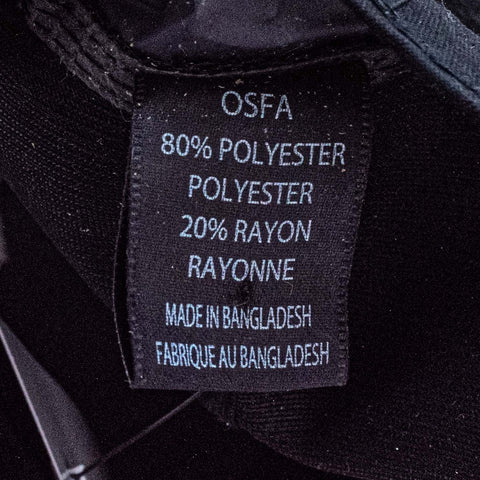 OSFA
80% POLYESTER
POLYESTER
20% RAYON
RAYONNE
MADE IN BANGLADESH
FABRIQUE AU BANGLADESH